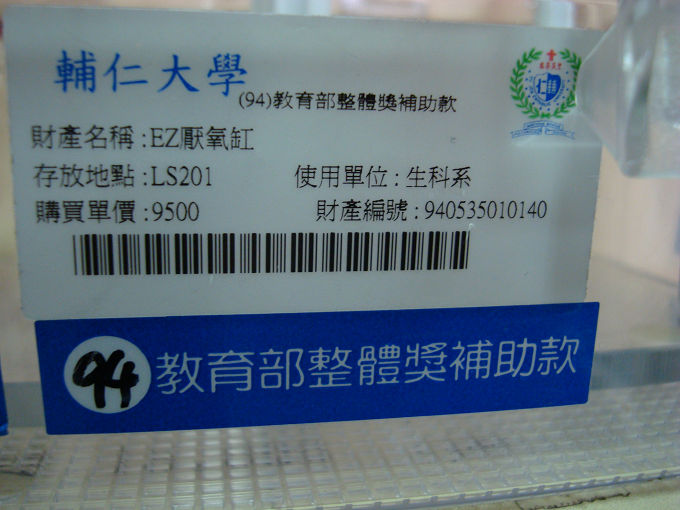 輔仁大學
(94)教育部整體獎補助款
財產名稱:EZ厭氧缸
存放地點:LS201 使用單位:生科系
購買單價:9500 財產編號:940535010140
94 教育部整體獎補助款